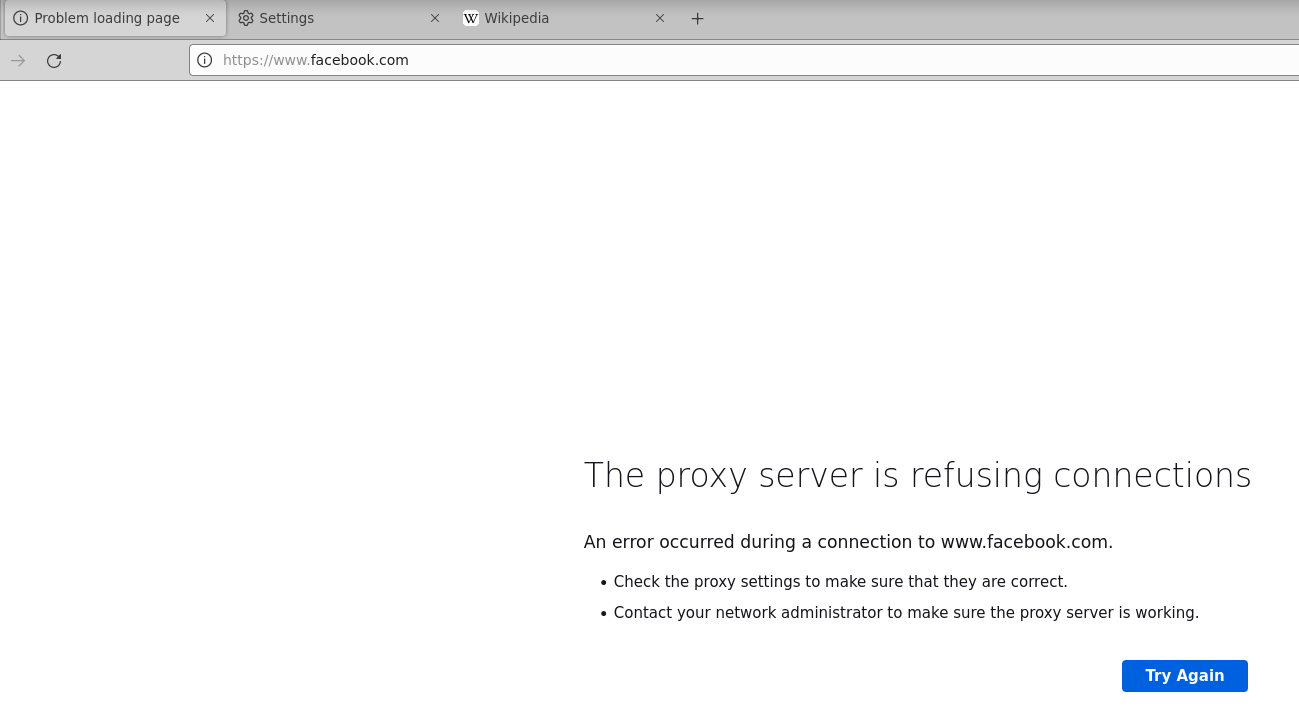 Problem loading page
Settings
Wikipedia
https://www.facebook.com
The proxy server is refusing connections
An error occurred during a connection to www.facebook.com.
• Check the proxy settings to make sure that they are correct.
• Contact your network administrator to make sure the proxy server is working.
Try Again